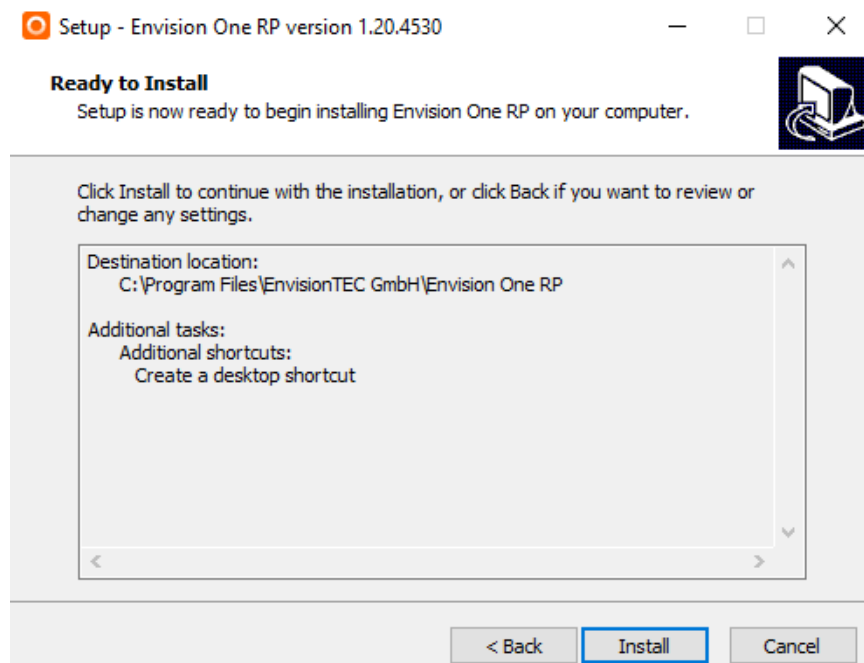 Setup - Envision One RP version 1.20.4530
Ready to Install
Setup is now ready to begin installing Envision One RP on your computer.
Click Install to continue with the installation, or click Back if you want to review or
change any settings.
Destination location:
C:\Program Files\EnvisionTEC GmbH\Envision One RP
Additional tasks:
Additional shortcuts:
Create a desktop shortcut
< Back
Install
Cancel